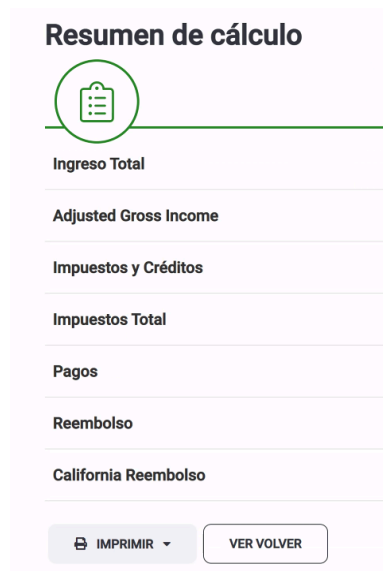 Resumen de cálculo
Ingreso Total
Adjusted Gross Income
Impuestos y Créditos
Impuestos Total
Pagos
Reembolso
California Reembolso
IMPRIMIR
VER VOLVER